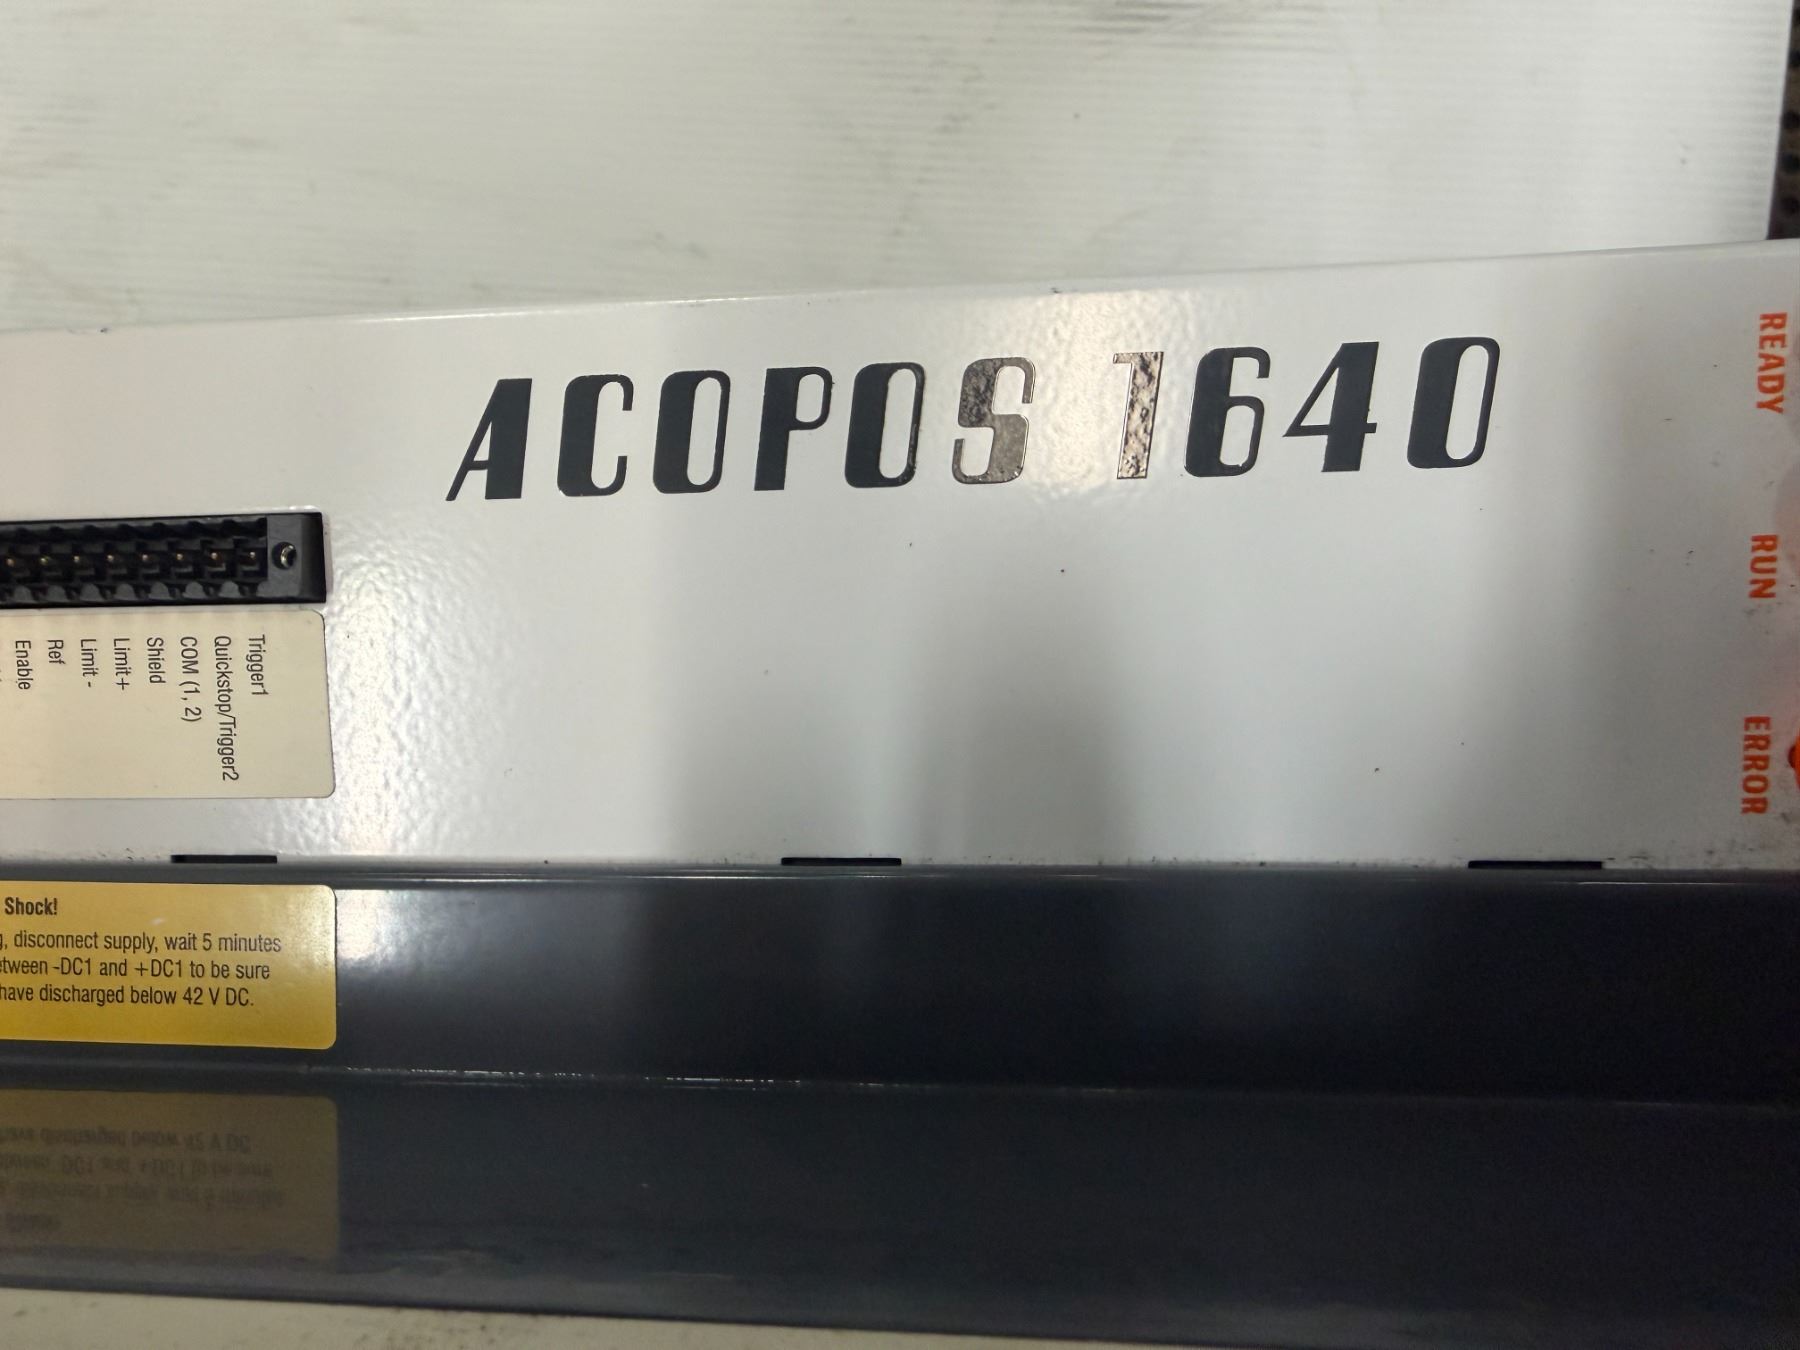 ACOPOS 1640
READY
RUN
ERROR
Trigger1
Quickstop/Trigger2
COM (1, 2)
Shield
Limit+
Limit -
Ref
Enable
Shock!
, disconnect supply, wait 5 minutes
-DC1 and +DC1 to be sure
have discharged below 42 V DC.